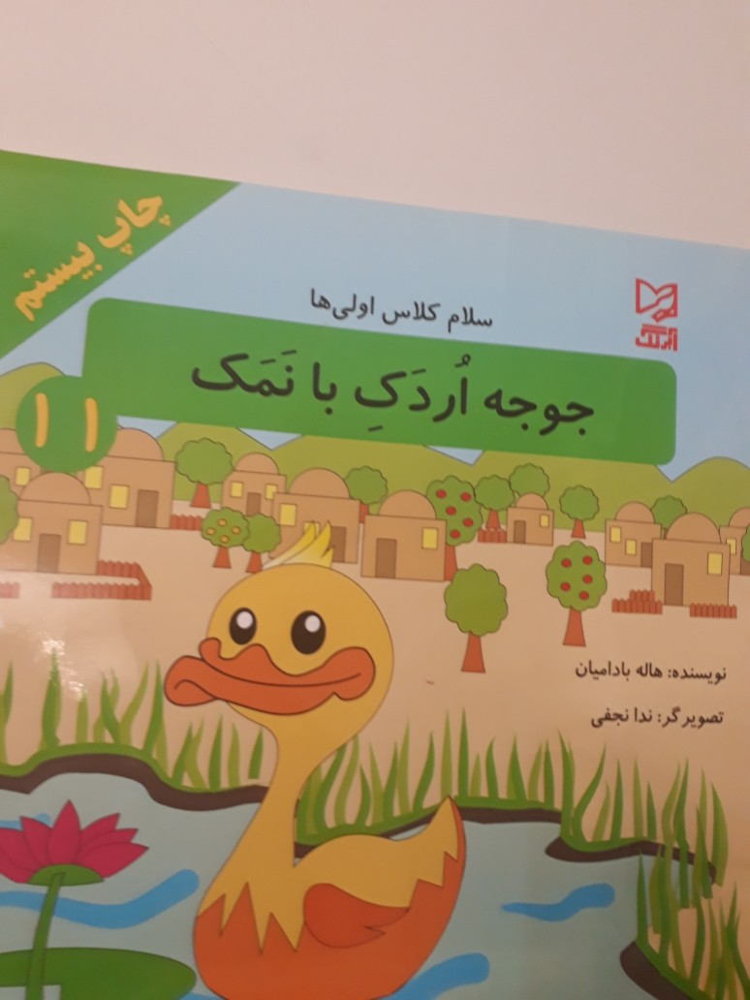 چاپ بیستم
سلام کلاس اولی‌ها
جوجه اُردَکِ با نَمَک
۱۱
نویسنده: هاله بادامیان
تصویرگر: ندا نجفی